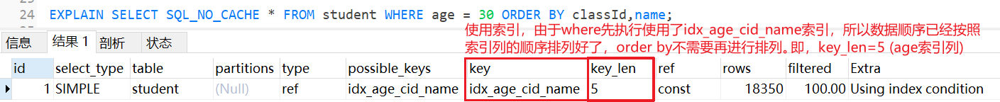 24 EXPLAIN SELECT SQL_NO_CACHE * FROM student WHERE age = 30 ORDER BY classId,name;
使用索引，由于where先执行使用了idx_age_cid_name索引，所以数据顺序已经按照
信息 结果 1 剖析 状态
索引列的顺序排列好了，order by不需要再进行排列。即，key_len=5 (age索引列)
id select_type table partitions type possible_keys key key_len ref rows filtered Extra
1 SIMPLE student (Null) ref idx_age_cid_name idx_age_cid_name 5 const 18350 100.00 Using index condition